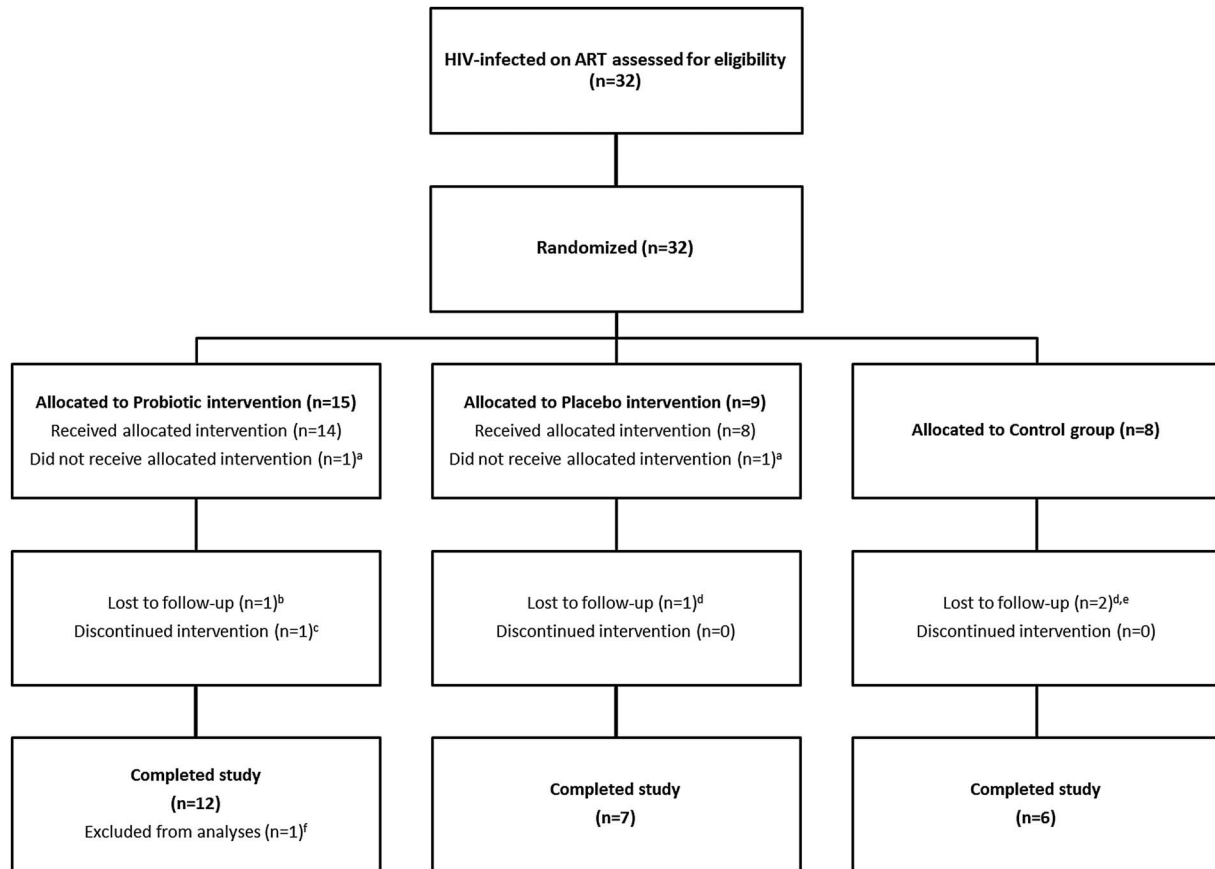 HIV-infected on ART assessed for eligibility
(n=32)
Randomized (n=32)
Allocated to Probiotic intervention (n=15)
Received allocated intervention (n=14)
Did not receive allocated intervention (n=1)ᵃ
Allocated to Placebo intervention (n=9)
Received allocated intervention (n=8)
Did not receive allocated intervention (n=1)ᵃ
Allocated to Control group (n=8)
Lost to follow-up (n=1)ᵇ
Discontinued intervention (n=1)ᶜ
Lost to follow-up (n=1)ᵈ
Discontinued intervention (n=0)
Lost to follow-up (n=2)ᵈ,ᵉ
Discontinued intervention (n=0)
Completed study
(n=12)
Excluded from analyses (n=1)ᶠ
Completed study
(n=7)
Completed study
(n=6)